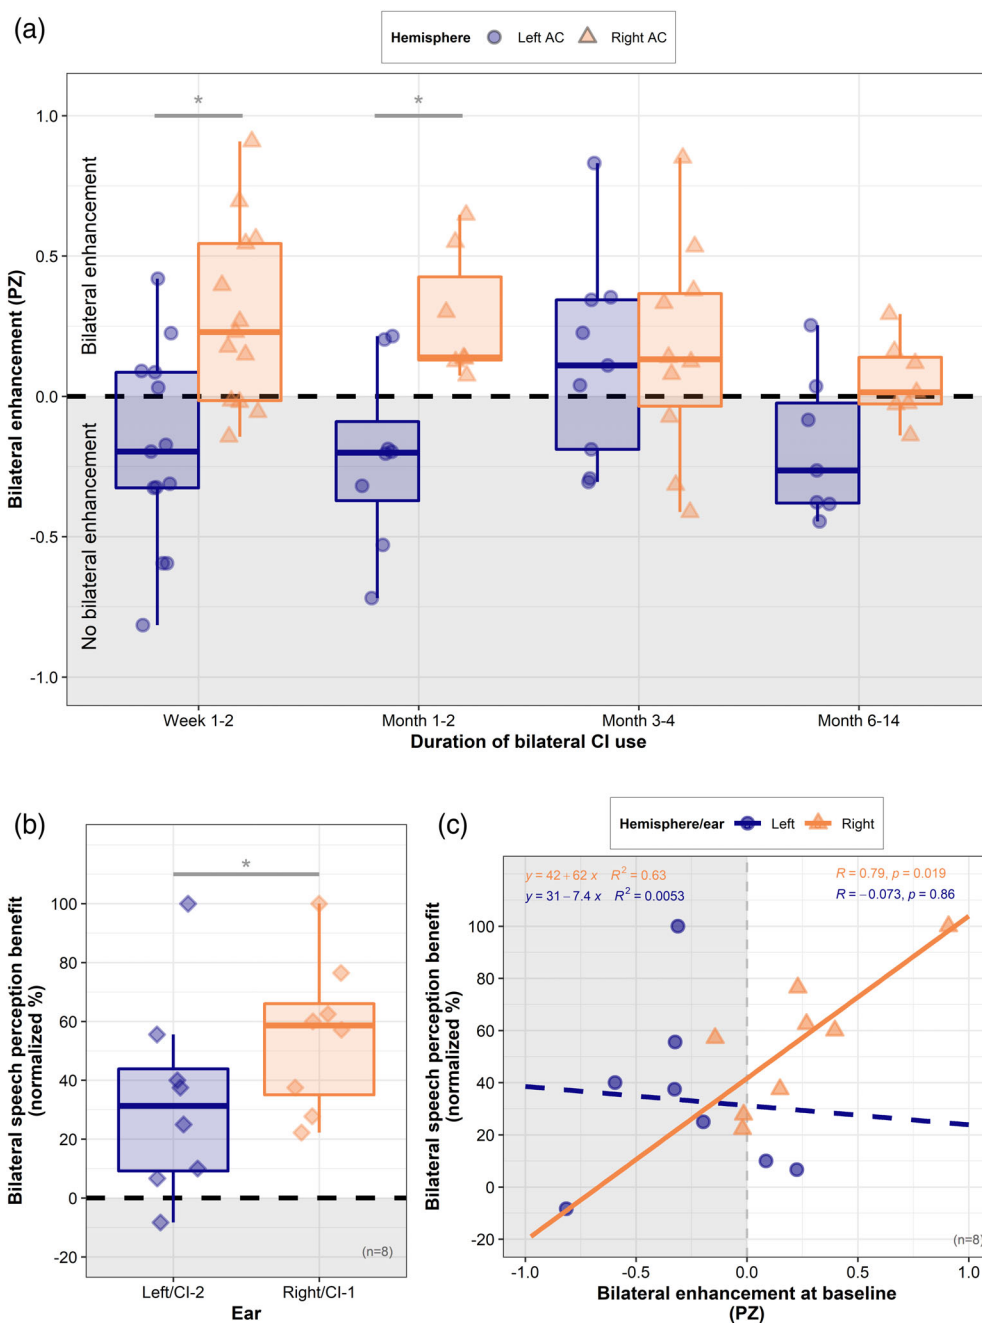 (a)
Hemisphere Left AC Right AC
Bilateral enhancement (PZ)
Bilateral enhancement
No bilateral enhancement
* *
1.0
0.5
0.0
-0.5
-1.0
Week 1-2 Month 1-2 Month 3-4 Month 6-14
Duration of bilateral CI use
(b)
Bilateral speech perception benefit
(normalized %)
*
100
80
60
40
20
0
-20
(n=8)
Left/CI-2 Right/CI-1
Ear
(c)
Hemisphere/ear Left Right
Bilateral speech perception benefit
(normalized %)
y = 42 + 62 x R² = 0.63 R = 0.79, p = 0.019
y = 31 − 7.4 x R² = 0.0053 R = −0.073, p = 0.86
100
80
60
40
20
0
-20
(n=8)
-1.0 -0.5 0.0 0.5 1.0
Bilateral enhancement at baseline
(PZ)